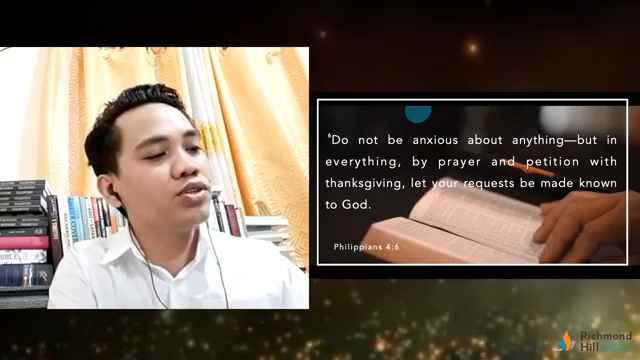 ⁶Do not be anxious about anything—but in
everything, by prayer and petition with
thanksgiving, let your requests be made known
to God.
Philippians 4:6
BIBLE
Richmond
Hill